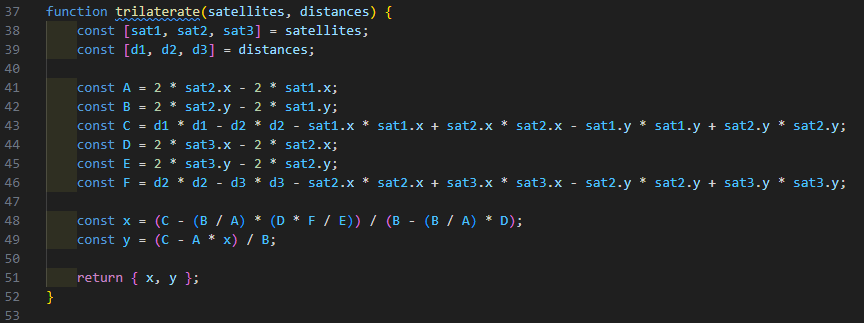 37 function trilaterate(satellites, distances) {
38     const [sat1, sat2, sat3] = satellites;
39     const [d1, d2, d3] = distances;
40
41     const A = 2 * sat2.x - 2 * sat1.x;
42     const B = 2 * sat2.y - 2 * sat1.y;
43     const C = d1 * d1 - d2 * d2 - sat1.x * sat1.x + sat2.x * sat2.x - sat1.y * sat1.y + sat2.y * sat2.y;
44     const D = 2 * sat3.x - 2 * sat2.x;
45     const E = 2 * sat3.y - 2 * sat2.y;
46     const F = d2 * d2 - d3 * d3 - sat2.x * sat2.x + sat3.x * sat3.x - sat2.y * sat2.y + sat3.y * sat3.y;
47
48     const x = (C - (B / A) * (D * F / E)) / (B - (B / A) * D);
49     const y = (C - A * x) / B;
50
51     return { x, y };
52 }
53